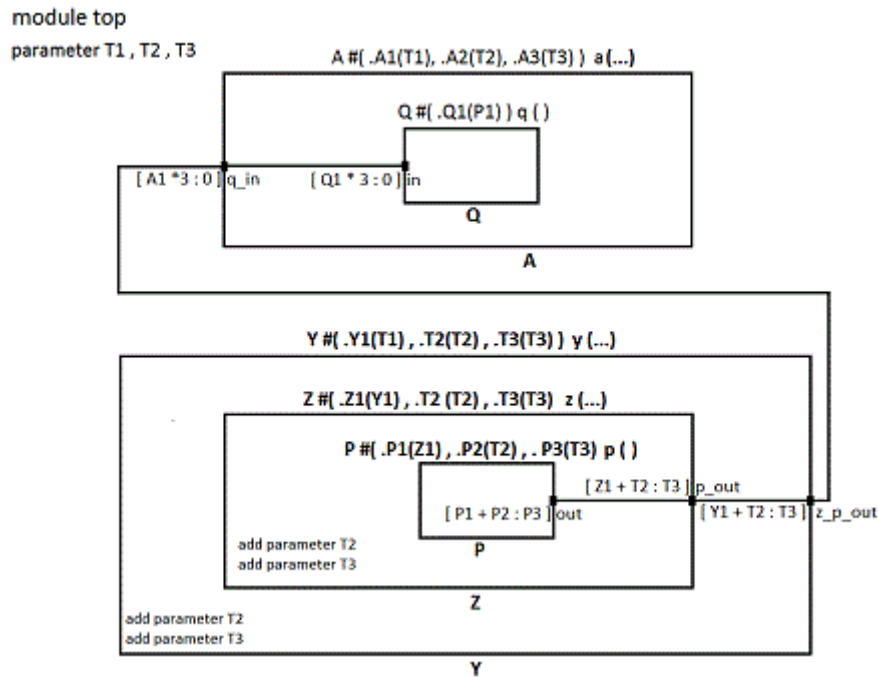 module top
parameter T1 , T2 , T3
A #( .A1(T1), .A2(T2), .A3(T3) ) a(...)
Q #( .Q1(P1) ) q ( )
[ A1 *3 : 0 ] q_in
[ Q1 * 3 : 0 ] in
Q
A
Y #( .Y1(T1) , .T2(T2) , .T3(T3) ) y(...)
Z #( .Z1(Y1) , .T2 (T2) , .T3(T3) z (...)
P #( .P1(Z1) , .P2(T2) , . P3(T3) p ( )
[ Z1 + T2 : T3 ] p_out
[ P1 + P2 : P3 ] out
[ Y1 + T2 : T3 ] z_p_out
P
add parameter T2
add parameter T3
Z
add parameter T2
add parameter T3
Y